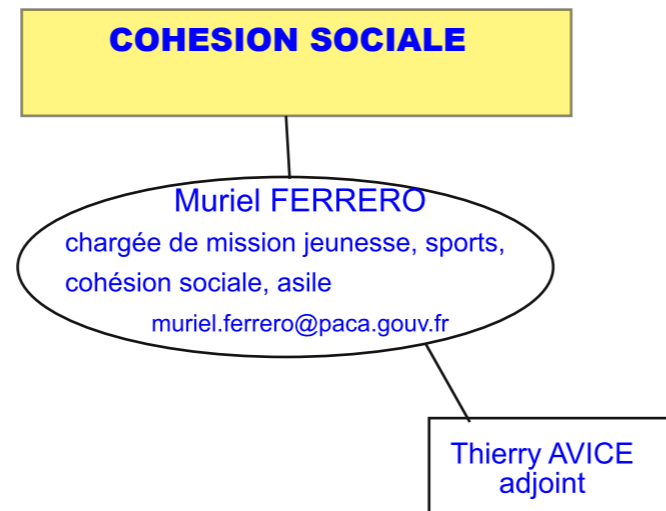 COHESION SOCIALE
Muriel FERRERO
chargée de mission jeunesse, sports,
cohésion sociale, asile
muriel.ferrero@paca.gouv.fr
Thierry AVICE
adjoint